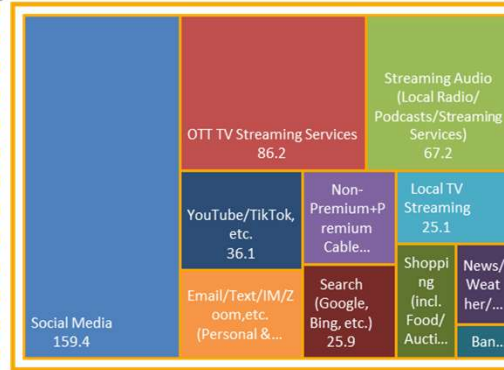 Social Media
159.4
OTT TV Streaming Services
86.2
Streaming Audio
(Local Radio/
Podcasts/Streaming
Services)
67.2
YouTube/TikTok,
etc.
36.1
Non-
Premium+P
remium
Cable...
Local TV
Streaming
25.1
Email/Text/IM/Z
oom,etc.
(Personal &...
Search
(Google,
Bing, etc.)
25.9
Shoppi
ng
(incl.
Food/
Aucti...
News/
Weat
her/...
Ban...